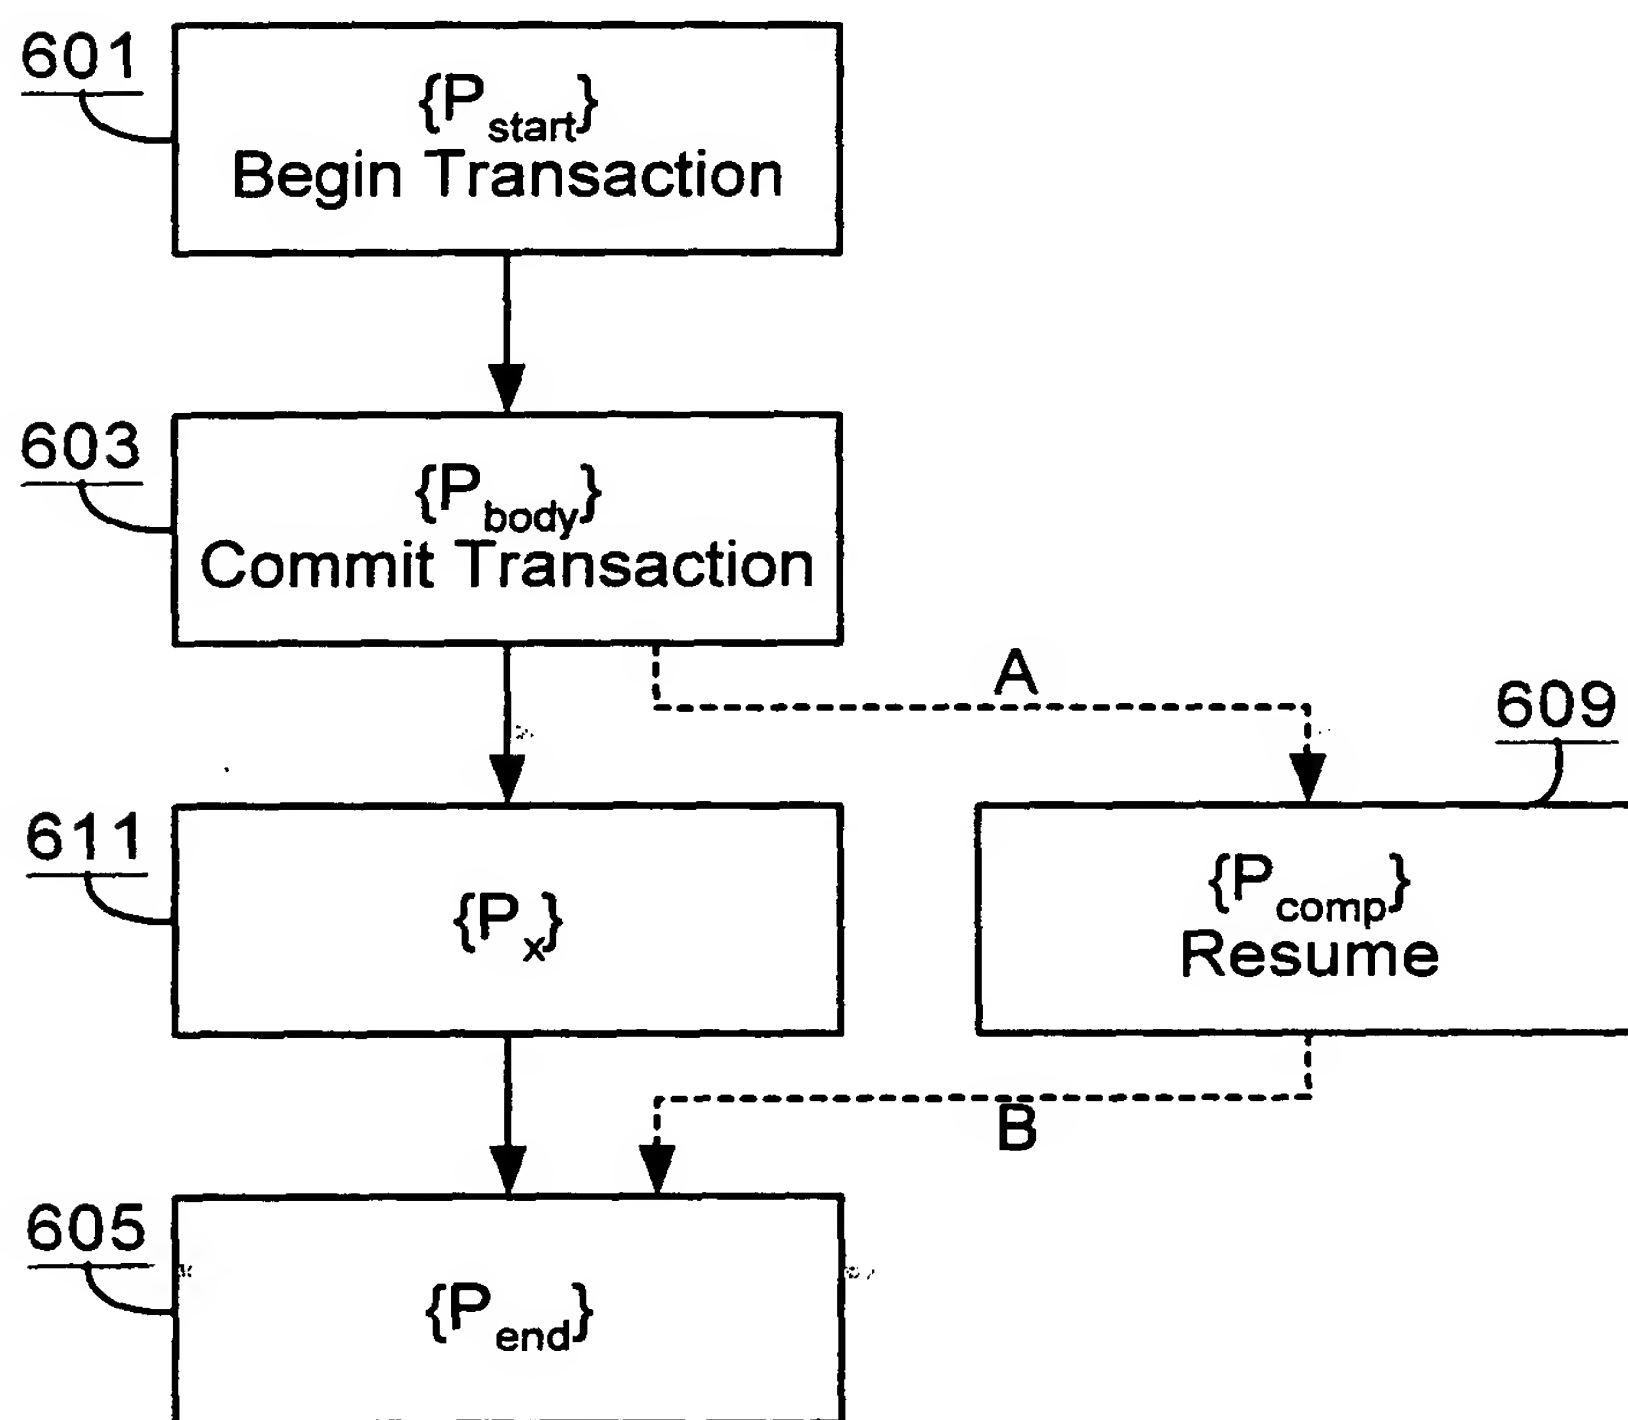 601
{P_start}
Begin Transaction
603
{P_body}
Commit Transaction
A
609
611
{P_x}
{P_comp}
Resume
B
605
{P_end}